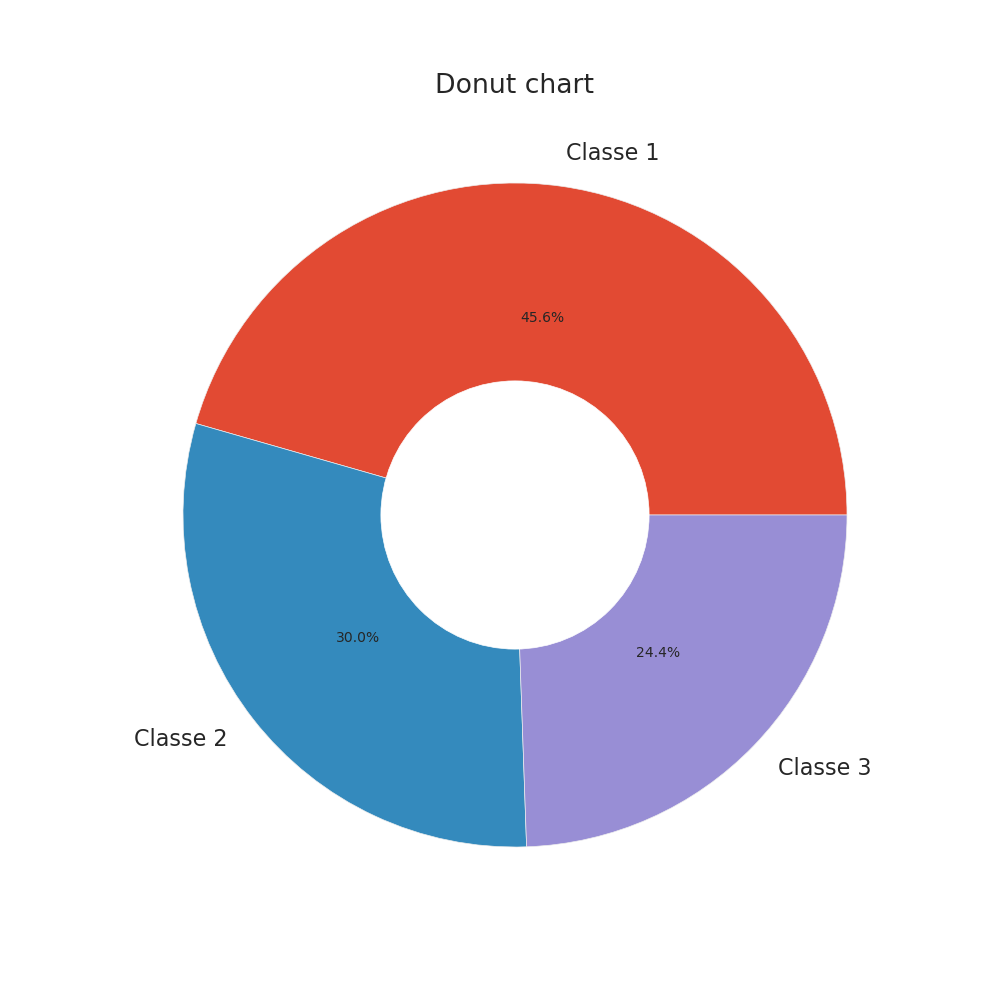 Donut chart
Classe 1
45.6%
30.0%
24.4%
Classe 2
Classe 3